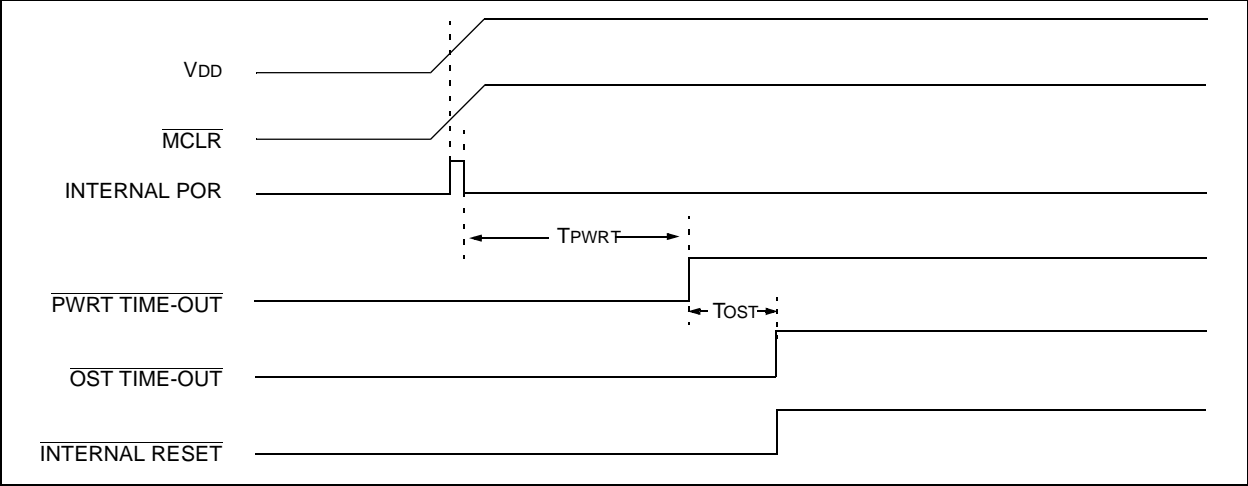 VDD
MCLR
INTERNAL POR
TPWRT
PWRT TIME-OUT
TOST
OST TIME-OUT
INTERNAL RESET